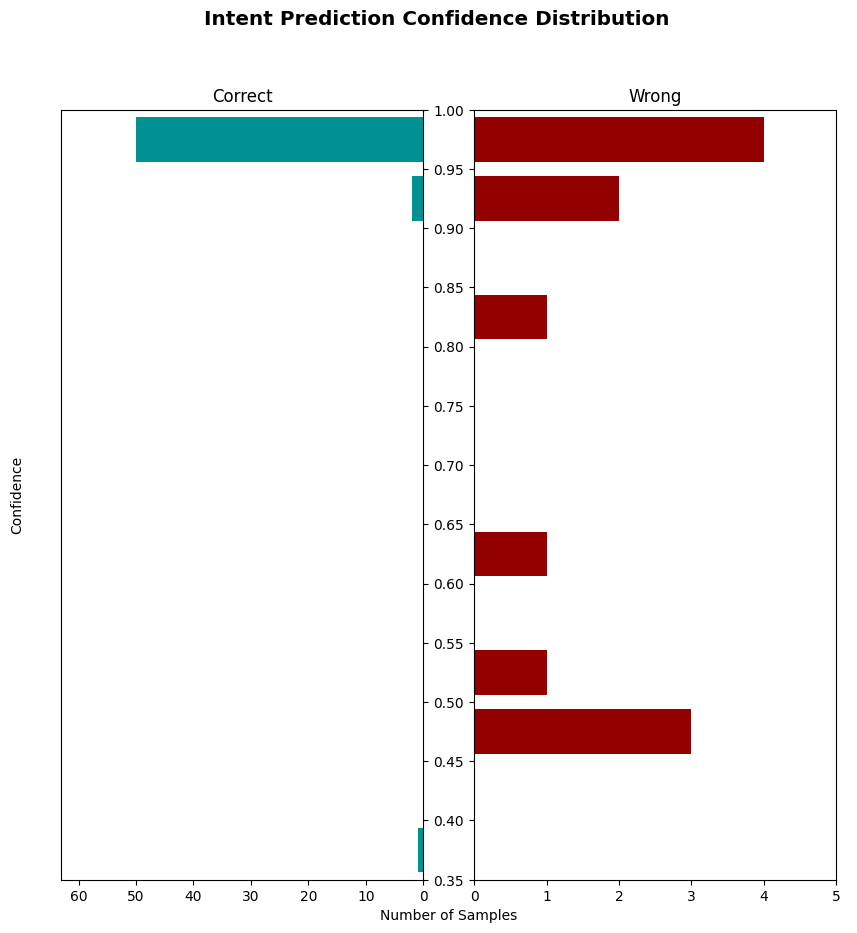 Intent Prediction Confidence Distribution
Correct
Wrong
1.00
0.95
0.90
0.85
0.80
0.75
0.70
0.65
0.60
0.55
0.50
0.45
0.40
0.35
Confidence
60 50 40 30 20 10 0
0 1 2 3 4 5
Number of Samples